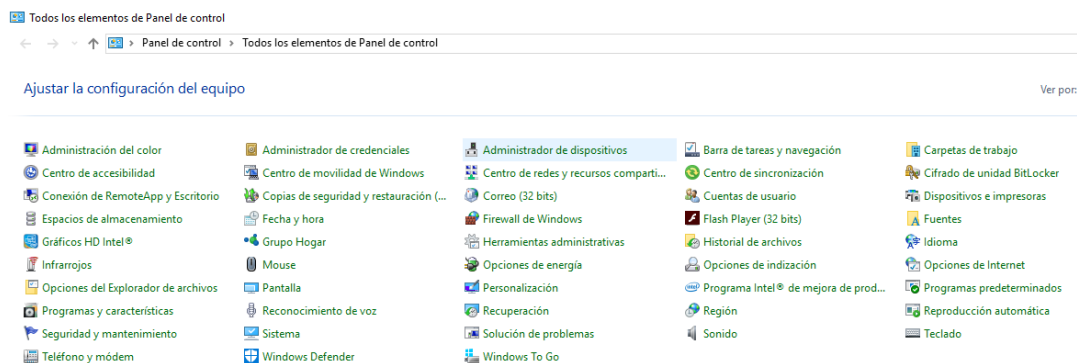 Todos los elementos de Panel de control
Panel de control > Todos los elementos de Panel de control
Ajustar la configuración del equipo
Ver por:
Administración del color
Administrador de credenciales
Administrador de dispositivos
Barra de tareas y navegación
Carpetas de trabajo
Centro de accesibilidad
Centro de movilidad de Windows
Centro de redes y recursos comparti...
Centro de sincronización
Cifrado de unidad BitLocker
Conexión de RemoteApp y Escritorio
Copias de seguridad y restauración (...
Correo (32 bits)
Cuentas de usuario
Dispositivos e impresoras
Espacios de almacenamiento
Fecha y hora
Firewall de Windows
Flash Player (32 bits)
Fuentes
Gráficos HD Intel®
Grupo Hogar
Herramientas administrativas
Historial de archivos
Idioma
Infrarrojos
Mouse
Opciones de energía
Opciones de indización
Opciones de Internet
Opciones del Explorador de archivos
Pantalla
Personalización
Programa Intel® de mejora de prod...
Programas predeterminados
Programas y características
Reconocimiento de voz
Recuperación
Región
Reproducción automática
Seguridad y mantenimiento
Sistema
Solución de problemas
Sonido
Teclado
Teléfono y módem
Windows Defender
Windows To Go